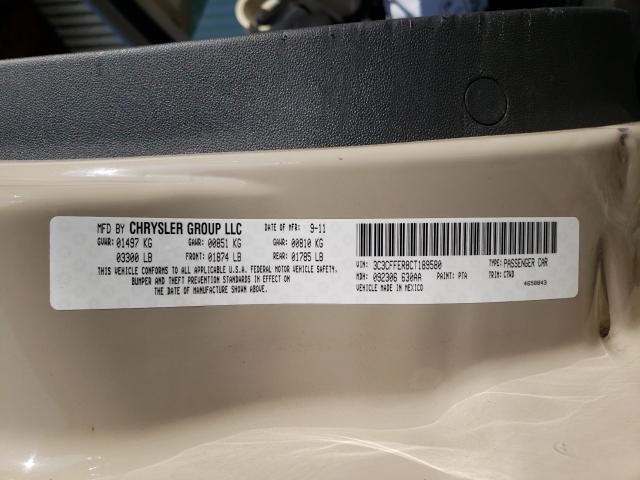 MFD BY CHRYSLER GROUP LLC DATE OF MFR: 9-11
GVWR: 01497 KG GAWR: 00851 KG GAWR: 00810 KG
03300 LB FRONT: 01874 LB REAR: 01785 LB
THIS VEHICLE CONFORMS TO ALL APPLICABLE U.S.A. FEDERAL MOTOR VEHICLE SAFETY,
BUMPER AND THEFT PREVENTION STANDARDS IN EFFECT ON
THE DATE OF MANUFACTURE SHOWN ABOVE.
VIN: 3C3CFFER8CT189580 TYPE: PASSENGER CAR
MDH: 092306 630AA PAINT: PTA TRIM: C7WD
VEHICLE MADE IN MEXICO 4650843